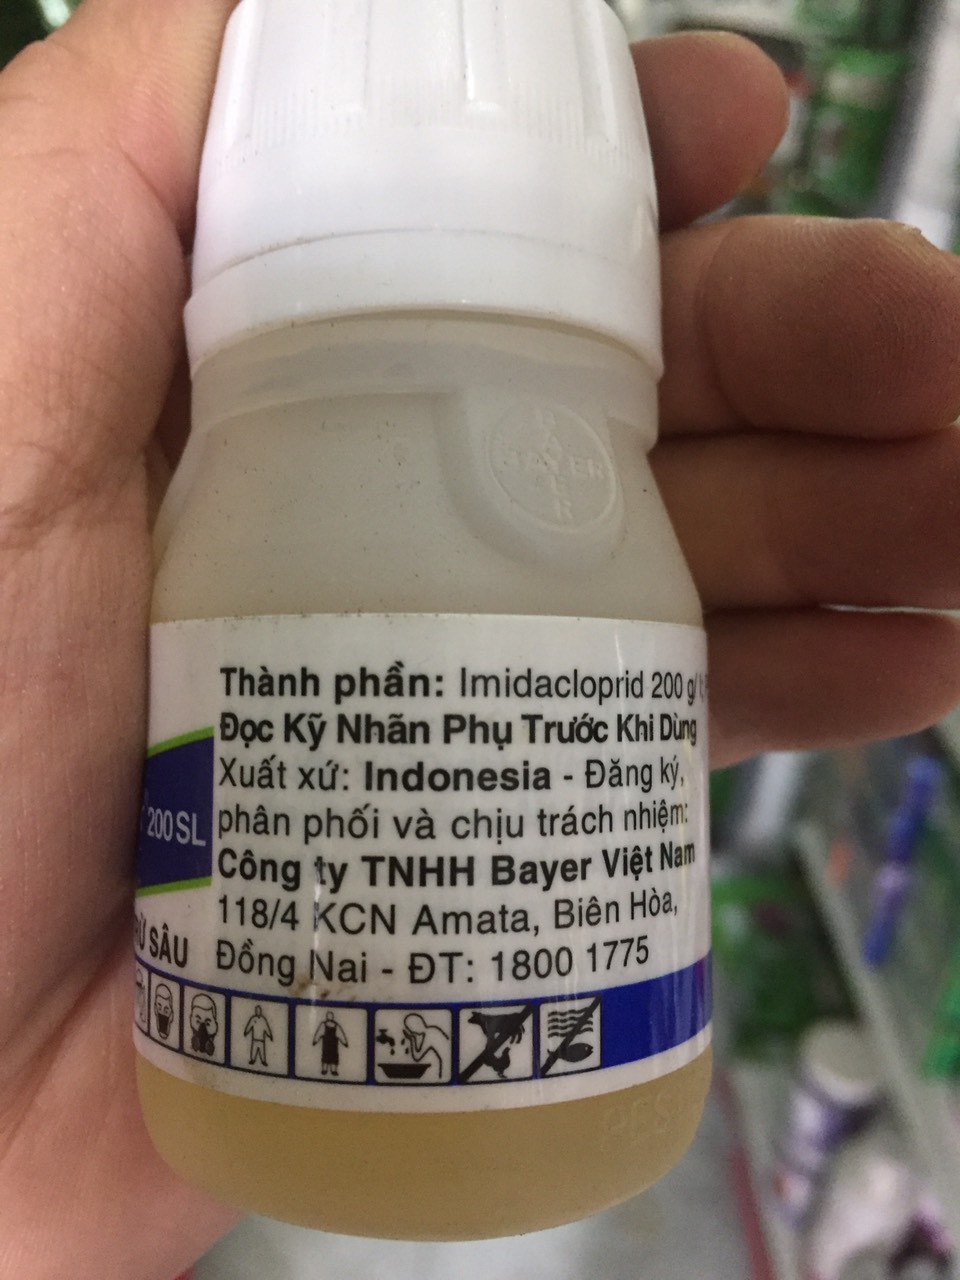 BAYER
BAYER
Thành phần: Imidacloprid 200 g/
Đọc Kỹ Nhãn Phụ Trước Khi Dùng
Xuất xứ: Indonesia - Đăng ký,
phân phối và chịu trách nhiệm:
200 SL
Công ty TNHH Bayer Việt Nam
118/4 KCN Amata, Biên Hòa,
SÂU
Đồng Nai - ĐT: 1800 1775